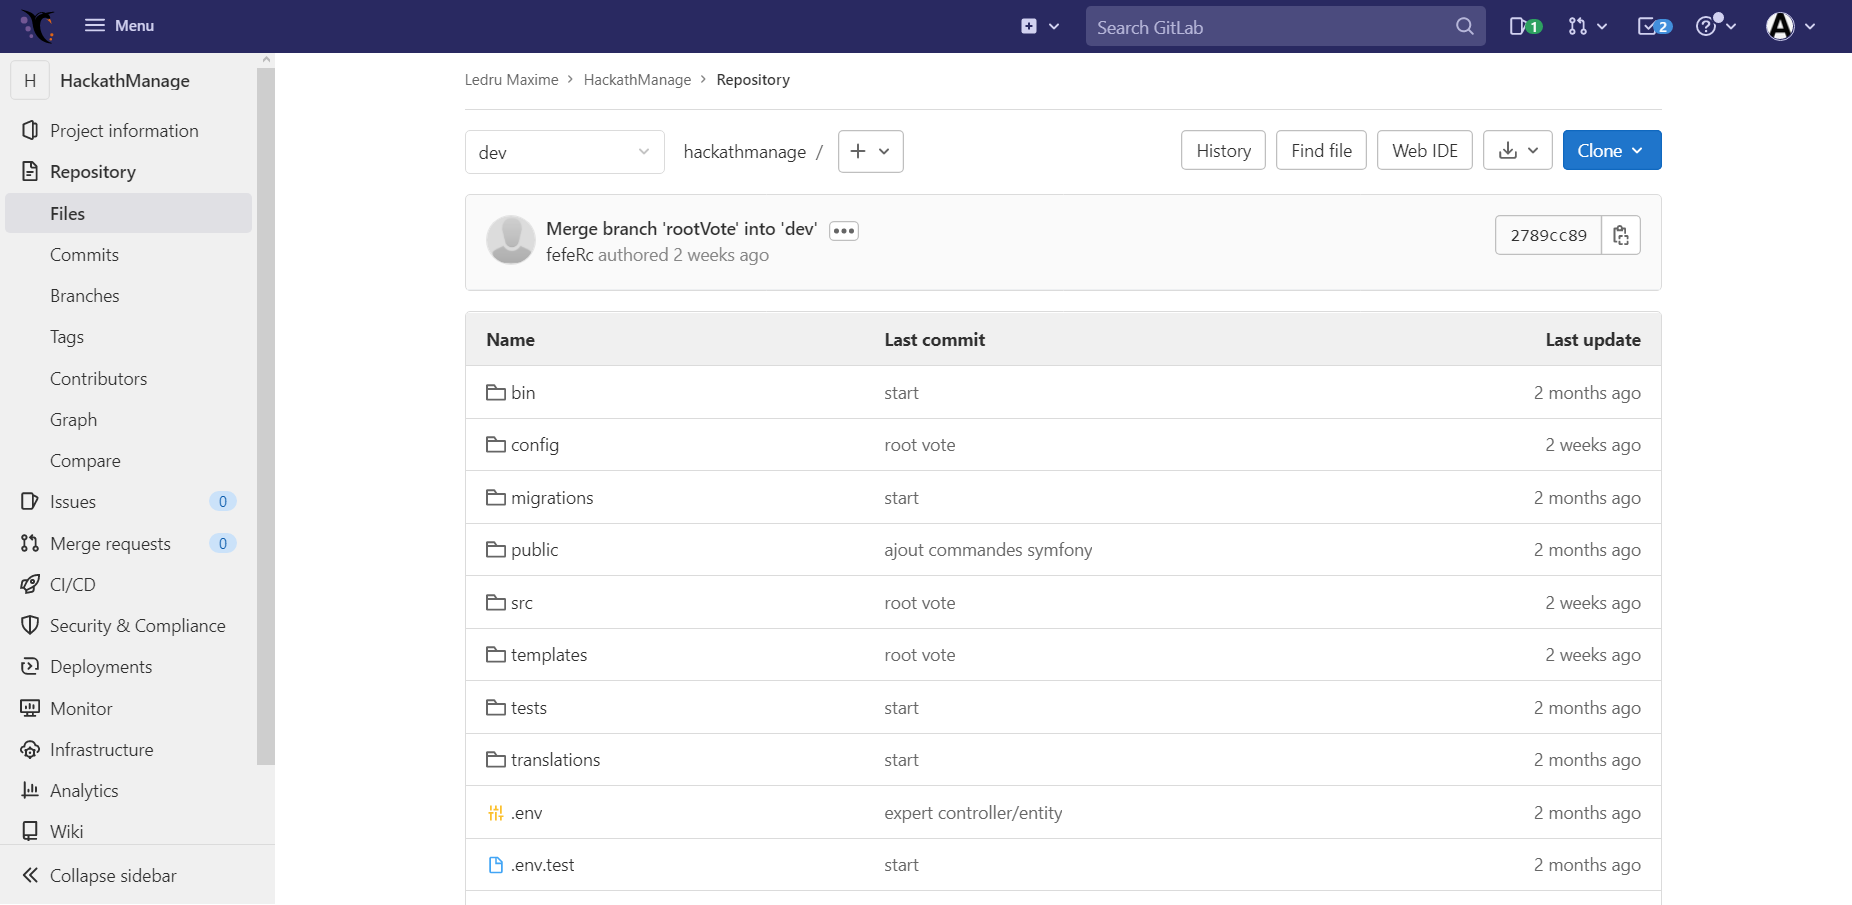 Menu
Search GitLab
1
2
H HackathManage
Project information
Repository
Files
Commits
Branches
Tags
Contributors
Graph
Compare
Issues 0
Merge requests 0
CI/CD
Security & Compliance
Deployments
Monitor
Infrastructure
Analytics
Wiki
Collapse sidebar
Ledru Maxime > HackathManage > Repository
dev
hackathmanage /
History
Find file
Web IDE
Clone
Merge branch 'rootVote' into 'dev'
fefeRc authored 2 weeks ago
2789cc89
Name Last commit Last update
bin start 2 months ago
config root vote 2 weeks ago
migrations start 2 months ago
public ajout commandes symfony 2 months ago
src root vote 2 weeks ago
templates root vote 2 weeks ago
tests start 2 months ago
translations start 2 months ago
.env expert controller/entity 2 months ago
.env.test start 2 months ago